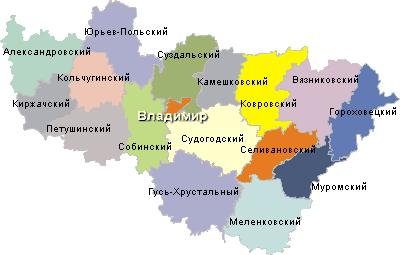 Юрьев-Польский
Александровский
Суздальский
Кольчугинский
Камешковский
Вязниковский
Киржачский
Ковровский
Гороховецкий
Владимир
Петушинский
Судогодский
Собинский
Селивановский
Гусь-Хрустальный
Муромский
Меленковский